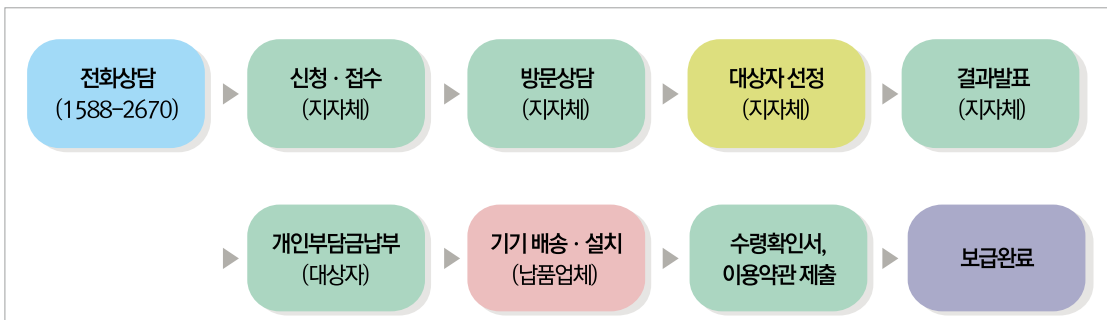 전화상담
(1588-2670)
신청 · 접수
(지자체)
방문상담
(지자체)
대상자 선정
(지자체)
결과발표
(지자체)
개인부담금납부
(대상자)
기기 배송 · 설치
(납품업체)
수령확인서,
이용약관 제출
보급완료